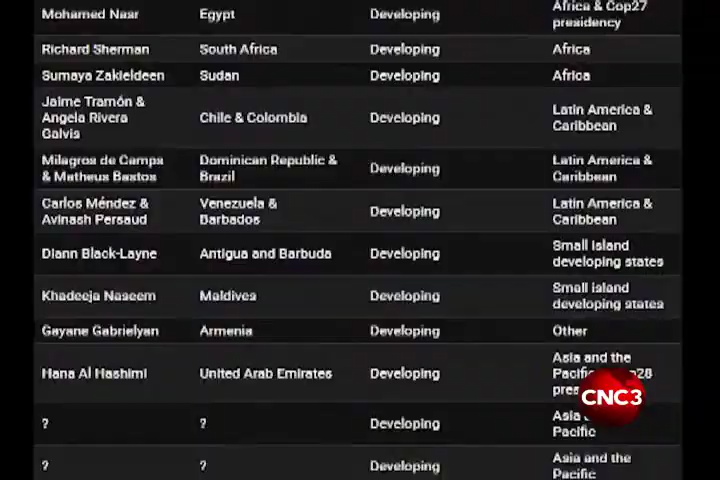 Mohamed Nasr Egypt Developing Africa & Cop27
presidency
Richard Sherman South Africa Developing Africa
Sumaya Zakieldeen Sudan Developing Africa
Jaime Tramón &
Angela Rivera
Galvis
Chile & Colombia
Developing
Latin America &
Caribbean
Milagros de Camps
& Matheus Bastos
Dominican Republic &
Brazil
Developing
Latin America &
Caribbean
Carlos Méndez &
Avinash Persaud
Venezuela &
Barbados
Developing
Latin America &
Caribbean
Diann Black-Layne Antigua and Barbuda Developing
Small island
developing states
Khadeeja Naseem Maldives Developing
Small island
developing states
Gayane Gabrielyan Armenia Developing Other
Hana Al Hashimi United Arab Emirates Developing
Asia and the
CNC3
? ? Developing
Asia
Pacific
? ? Developing
Asia and the
Pacific